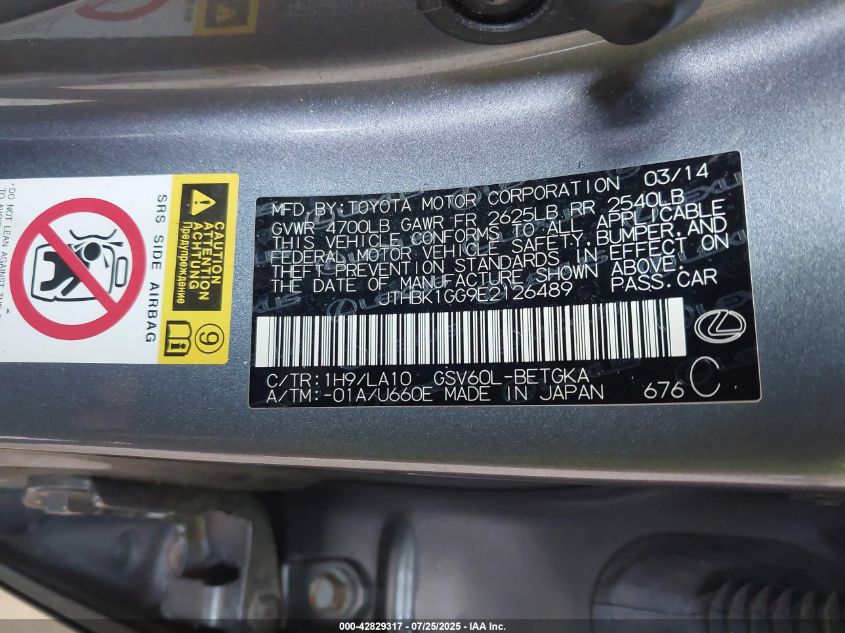 MFD. BY: TOYOTA MOTOR CORPORATION 03/14
GVWR 4700LB GAWR FR 2625LB RR 2540LB
THIS VEHICLE CONFORMS TO ALL APPLICABLE
FEDERAL MOTOR VEHICLE SAFETY, BUMPER, AND
THEFT PREVENTION STANDARDS IN EFFECT ON
THE DATE OF MANUFACTURE SHOWN ABOVE.
JTHBK1GG9E2126489 PASS. CAR
C/TR: 1H9/LA10 GSV60L-BETGKA
A/TM: -01A/U660E MADE IN JAPAN 676 C
SRS SIDE AIRBAG
CAUTION
ATTENTION
ACHTUNG
Предупреждение
9
000-42829317 - 07/25/2025 - IAA Inc.